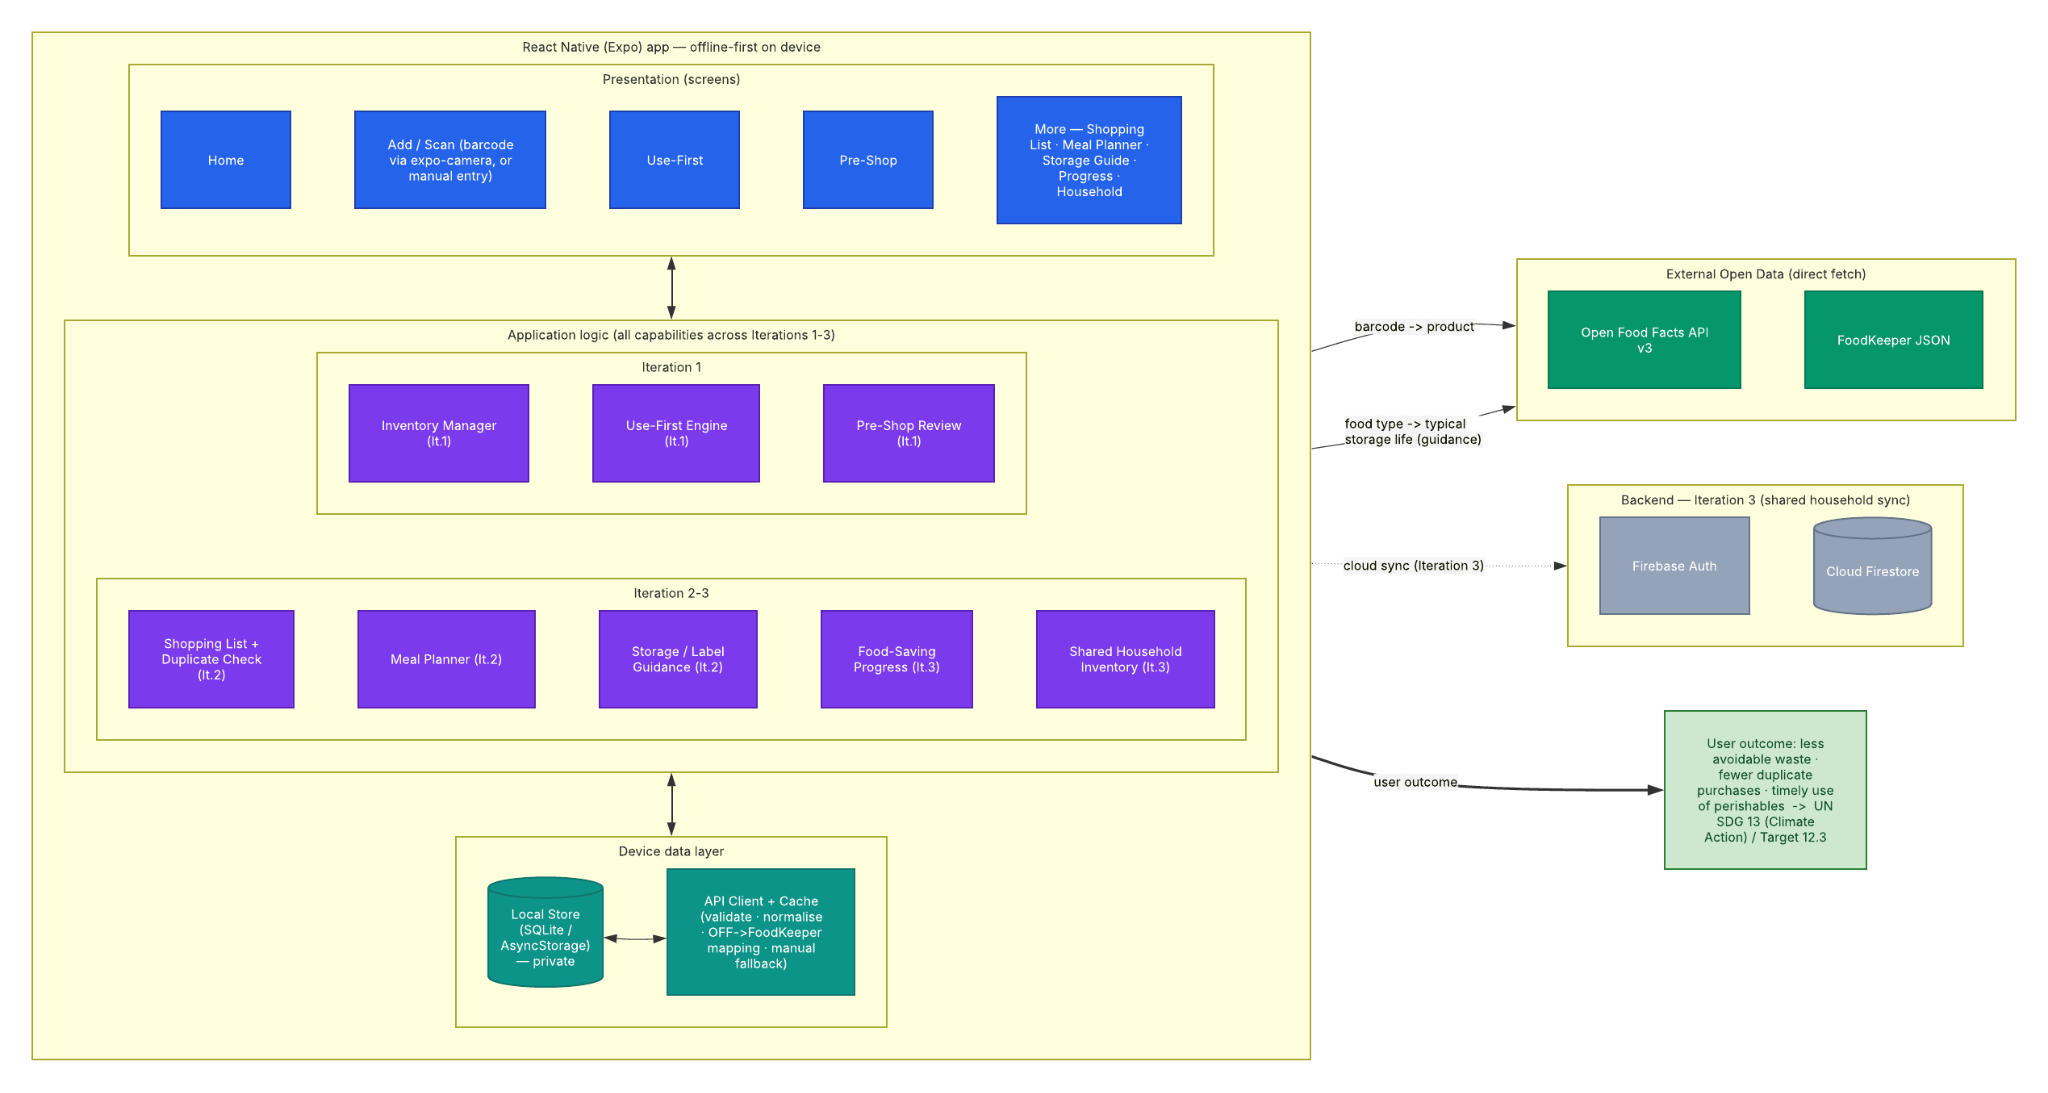 React Native (Expo) app — offline-first on device
Presentation (screens)
Home
Add / Scan (barcode
via expo-camera, or
manual entry)
Use-First
Pre-Shop
More — Shopping
List · Meal Planner ·
Storage Guide ·
Progress ·
Household
Application logic (all capabilities across Iterations 1-3)
Iteration 1
Inventory Manager
(It.1)
Use-First Engine
(It.1)
Pre-Shop Review
(It.1)
Iteration 2-3
Shopping List +
Duplicate Check
(It.2)
Meal Planner (It.2)
Storage / Label
Guidance (It.2)
Food-Saving
Progress (It.3)
Shared Household
Inventory (It.3)
Device data layer
Local Store
(SQLite /
AsyncStorage)
— private
API Client + Cache
(validate · normalise
· OFF->FoodKeeper
mapping · manual
fallback)
barcode -> product
food type -> typical
storage life (guidance)
cloud sync (Iteration 3)
user outcome
External Open Data (direct fetch)
Open Food Facts API
v3
FoodKeeper JSON
Backend — Iteration 3 (shared household sync)
Firebase Auth
Cloud Firestore
User outcome: less
avoidable waste ·
fewer duplicate
purchases · timely use
of perishables -> UN
SDG 13 (Climate
Action) / Target 12.3